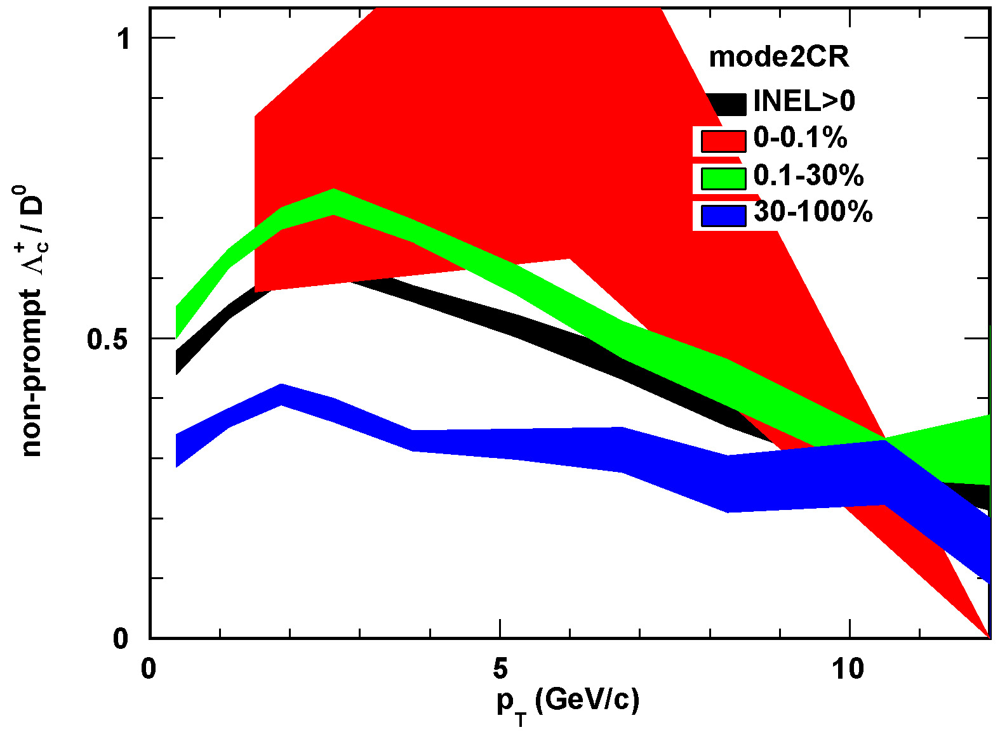 1
mode2CR
INEL>0
0-0.1%
0.1-30%
30-100%
non-prompt Λc+ / D0
0.5
0
0 5 10
pT (GeV/c)